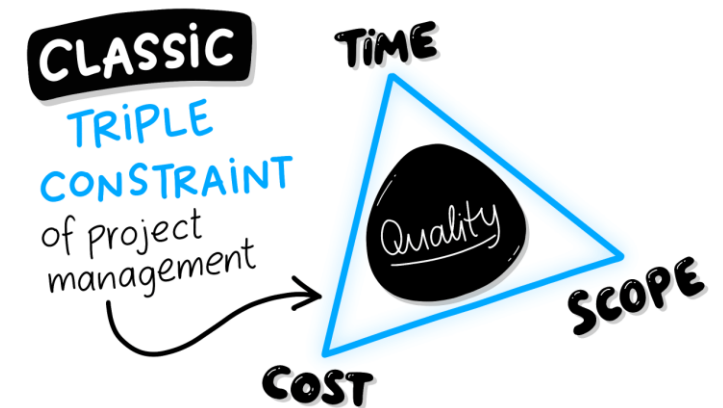 CLASSiC
TRiPLE
CONSTRAiNT
of project
management
TiME
Quality
SCOPE
COST